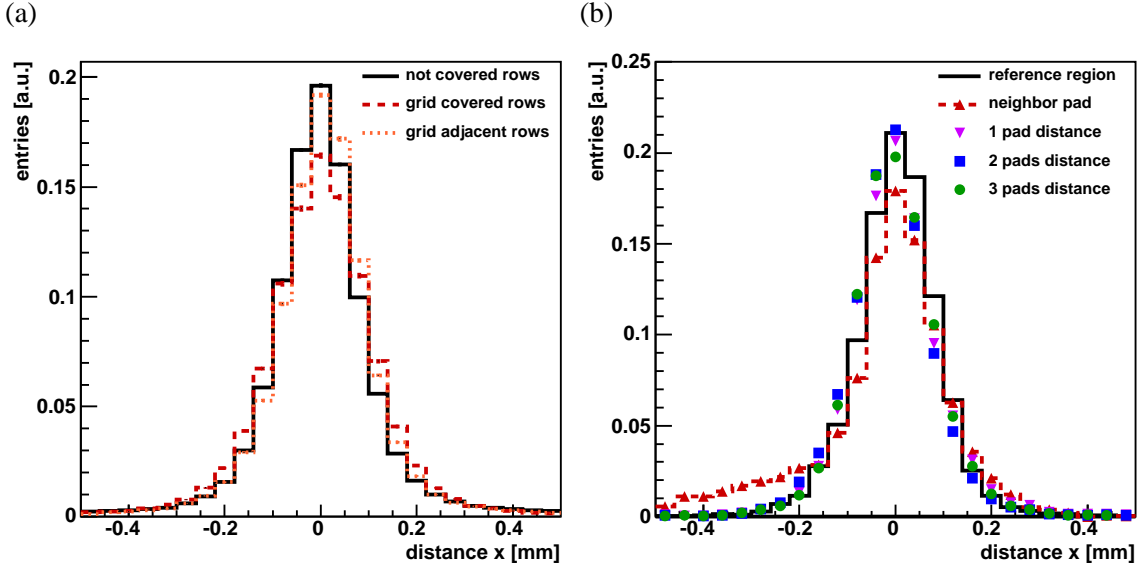 (a)
entries [a.u.]
0.2
0.15
0.1
0.05
0
-0.4
-0.2
0
0.2
0.4
distance x [mm]
not covered rows
grid covered rows
grid adjacent rows
(b)
entries [a.u.]
0.25
0.2
0.15
0.1
0.05
0
-0.4
-0.2
0
0.2
0.4
distance x [mm]
reference region
neighbor pad
1 pad distance
2 pads distance
3 pads distance